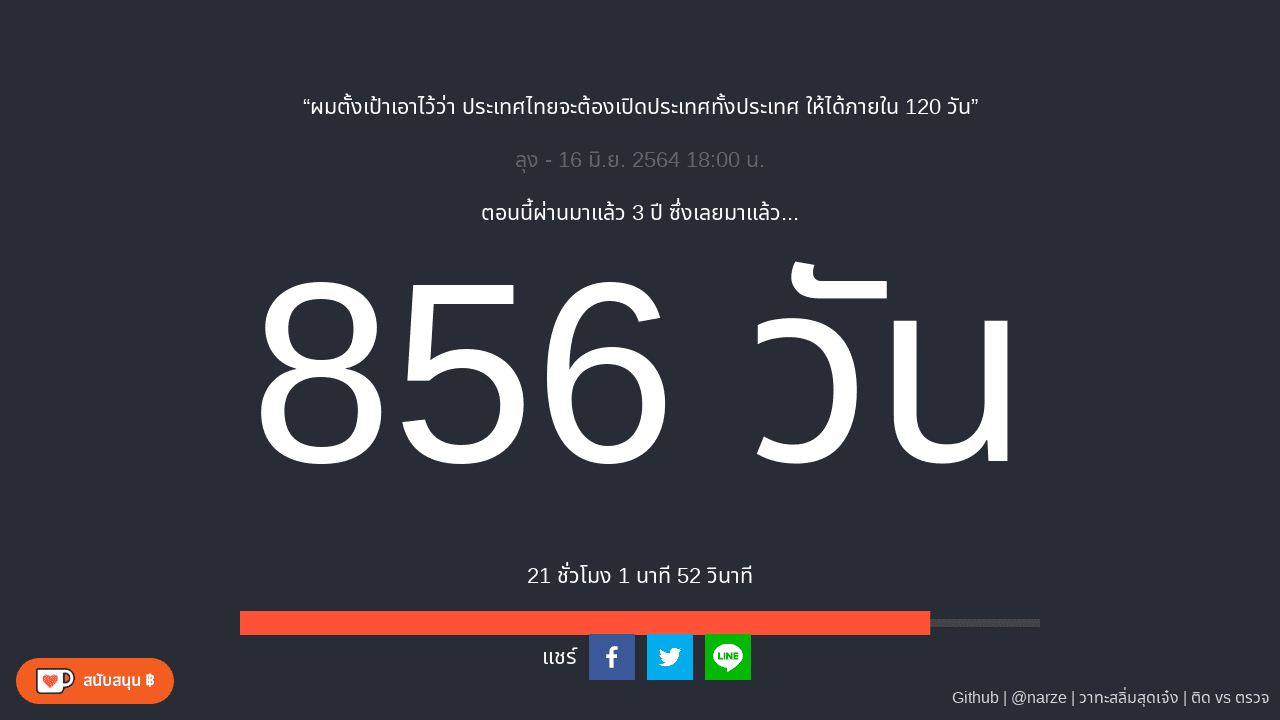 “ผมตั้งเป้าเอาไว้ว่า ประเทศไทยจะต้องเปิดประเทศทั้งประเทศ ให้ได้ภายใน 120 วัน”
ลุง - 16 มิ.ย. 2564 18:00 น.
ตอนนี้ผ่านมาแล้ว 3 ปี ซึ่งเลยมาแล้ว...
856 วัน
21 ชั่วโมง 1 นาที 52 วินาที
แชร์
LINE
สนับสนุน ฿
Github | @narze | วาทะสลิ่มสุดเจ๋ง | ติด vs ตรวจ